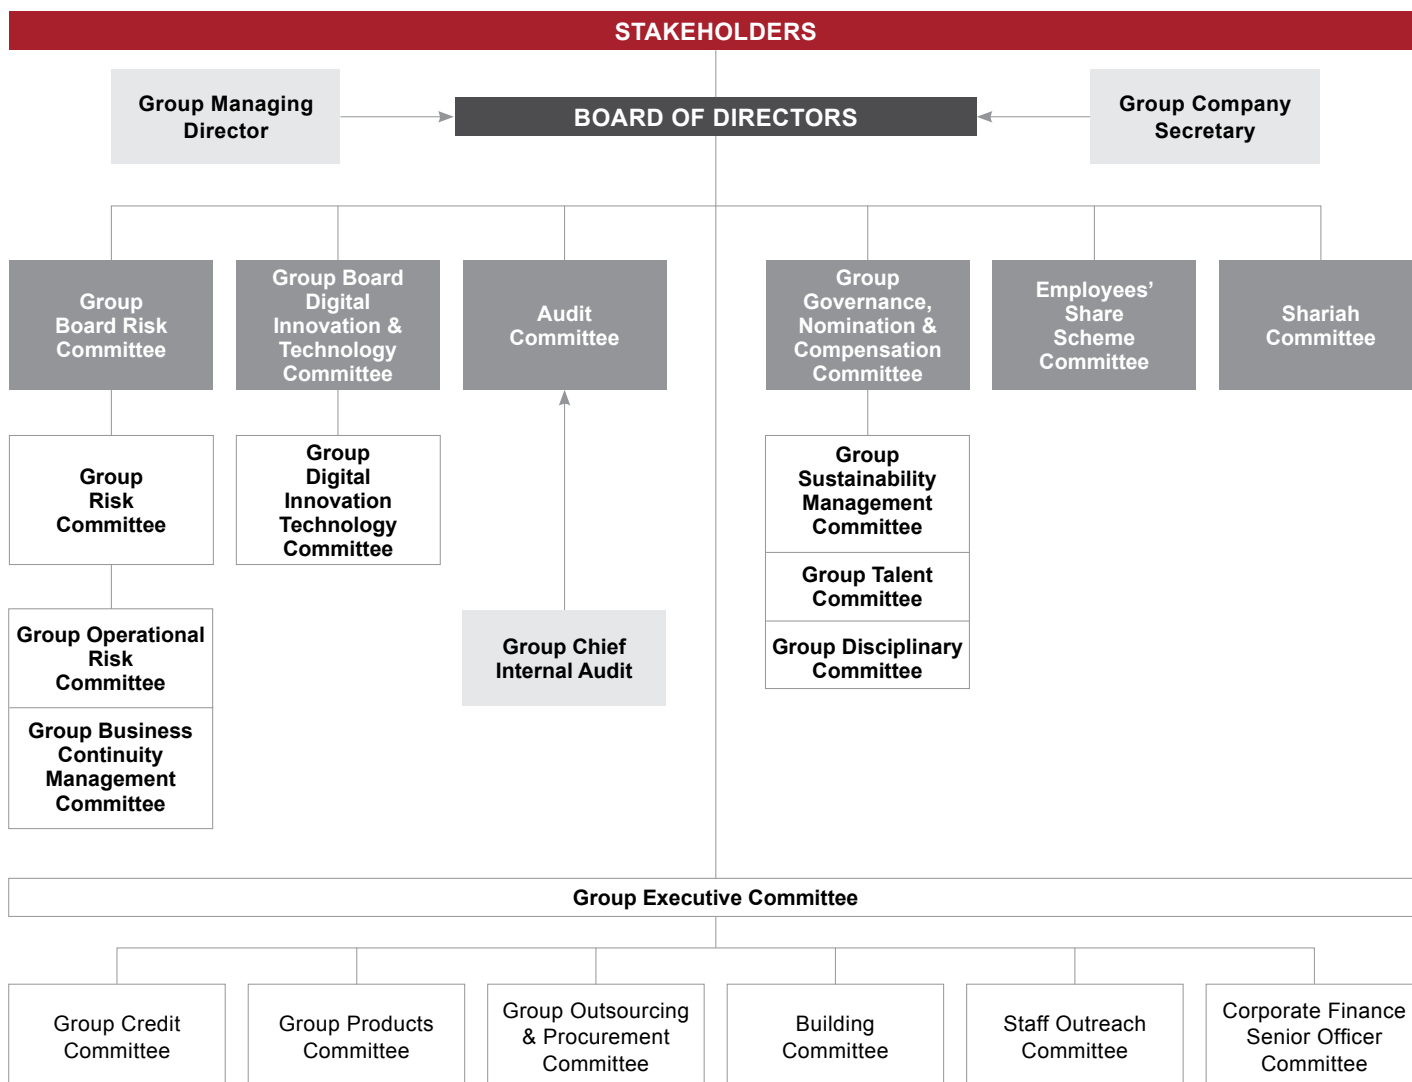 STAKEHOLDERS
Group Managing
Director
BOARD OF DIRECTORS
Group Company
Secretary
Group
Board Risk
Committee
Group Board
Digital
Innovation &
Technology
Committee
Audit
Committee
Group
Governance,
Nomination &
Compensation
Committee
Employees’
Share
Scheme
Committee
Shariah
Committee
Group
Risk
Committee
Group
Digital
Innovation
Technology
Committee
Group
Sustainability
Management
Committee
Group Talent
Committee
Group Disciplinary
Committee
Group Operational
Risk
Committee
Group Business
Continuity
Management
Committee
Group Chief
Internal Audit
Group Executive Committee
Group Credit
Committee
Group Products
Committee
Group Outsourcing
& Procurement
Committee
Building
Committee
Staff Outreach
Committee
Corporate Finance
Senior Officer
Committee